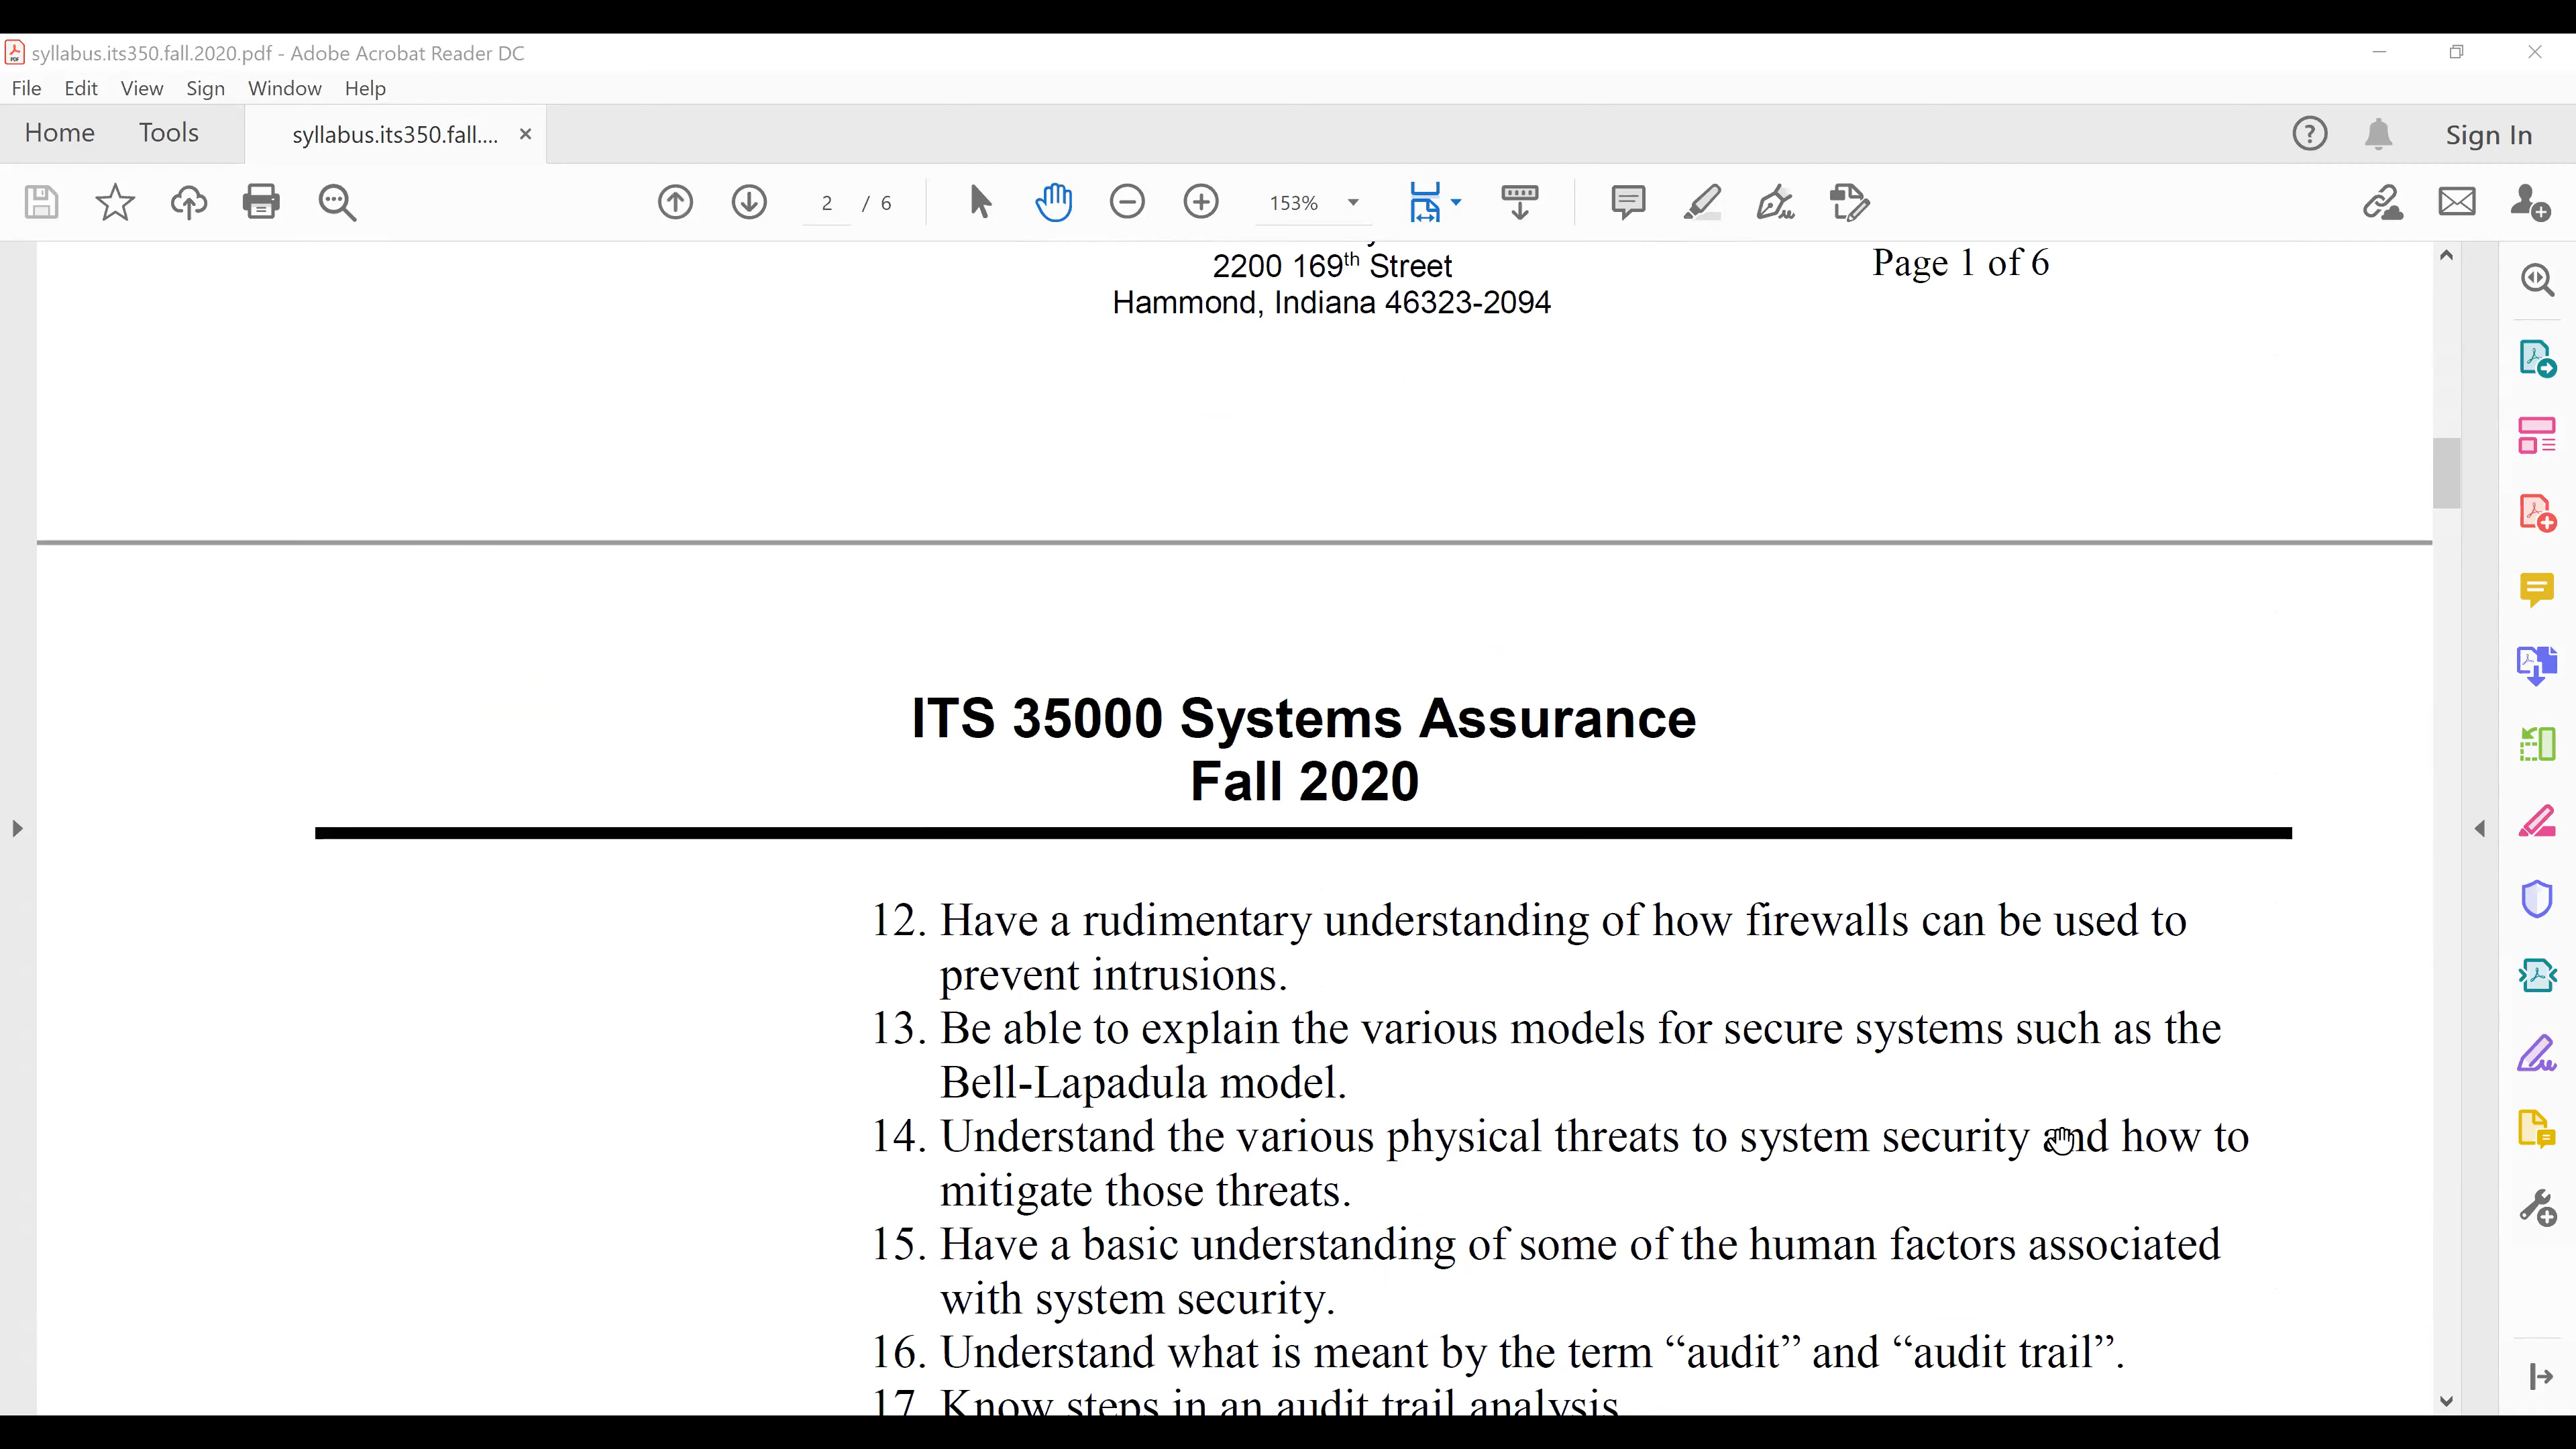 syllabus.its350.fall.2020.pdf - Adobe Acrobat Reader DC
File Edit View Sign Window Help
Home Tools syllabus.its350.fall.... Sign In
2 / 6 153%
2200 169th Street
Page 1 of 6
Hammond, Indiana 46323-2094
ITS 35000 Systems Assurance
Fall 2020
12. Have a rudimentary understanding of how firewalls can be used to
prevent intrusions.
13. Be able to explain the various models for secure systems such as the
Bell-Lapadula model.
14. Understand the various physical threats to system security and how to
mitigate those threats.
15. Have a basic understanding of some of the human factors associated
with system security.
16. Understand what is meant by the term “audit” and “audit trail”.
17. Know steps in an audit trail analysis